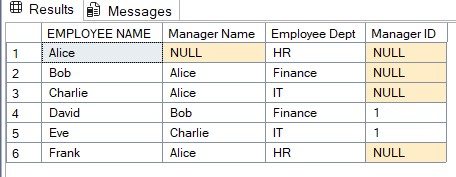 Results Messages
EMPLOYEE NAME Manager Name Employee Dept Manager ID
1 Alice NULL HR NULL
2 Bob Alice Finance NULL
3 Charlie Alice IT NULL
4 David Bob Finance 1
5 Eve Charlie IT 1
6 Frank Alice HR NULL